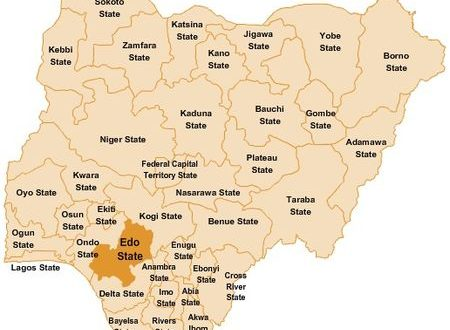 Sokoto
State
Katsina
State
Jigawa
State
Yobe
State
Borno
State
Kebbi
State
Zamfara
State
Kano
State
Kaduna
State
Bauchi
State
Gombe
State
Adamawa
State
Niger State
Federal Capital
Territory State
Plateau
State
Kwara
State
Nasarawa State
Taraba
State
Oyo State
Osun
State
Ekiti
State
Kogi State
Benue State
Ogun
State
Ondo
State
Edo
State
Enugu
State
Lagos State
Anambra
State
Ebonyi
State
Cross
River
State
Delta State
Imo
State
Abia
State
Bayelsa
State
Rivers
State
Akwa
Ibom